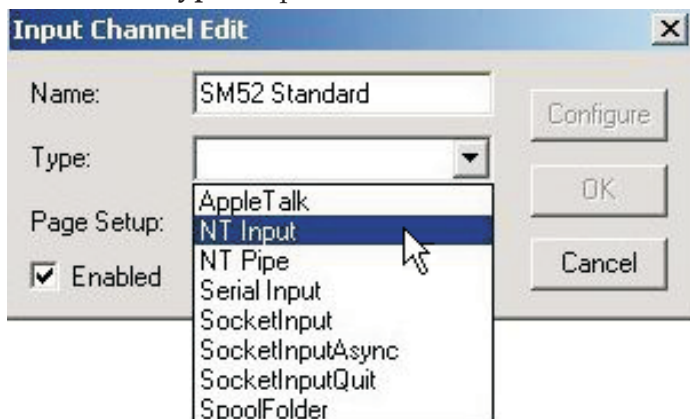 Input Channel Edit
Name:
SM52 Standard
Configure
Type:
OK
Page Setup:
Enabled
Cancel
AppleTalk
NT Input
NT Pipe
Serial Input
SocketInput
SocketInputAsync
SocketInputQuit
SpoolFolder